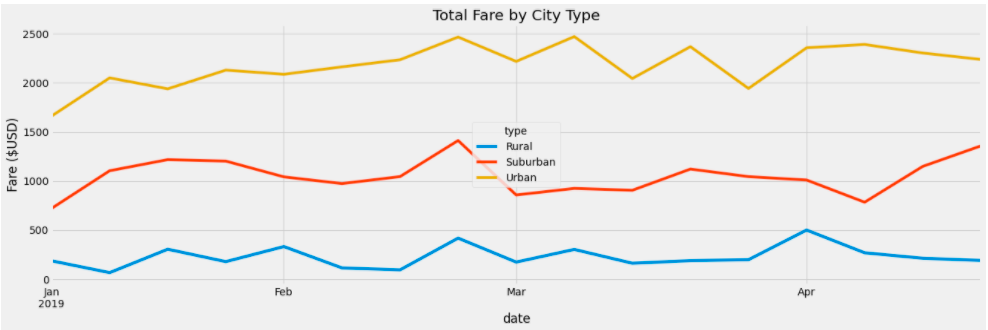 Total Fare by City Type
Fare ($USD)
2500
2000
1500
1000
500
0
type
Rural
Suburban
Urban
Jan
2019
Feb
Mar
Apr
date